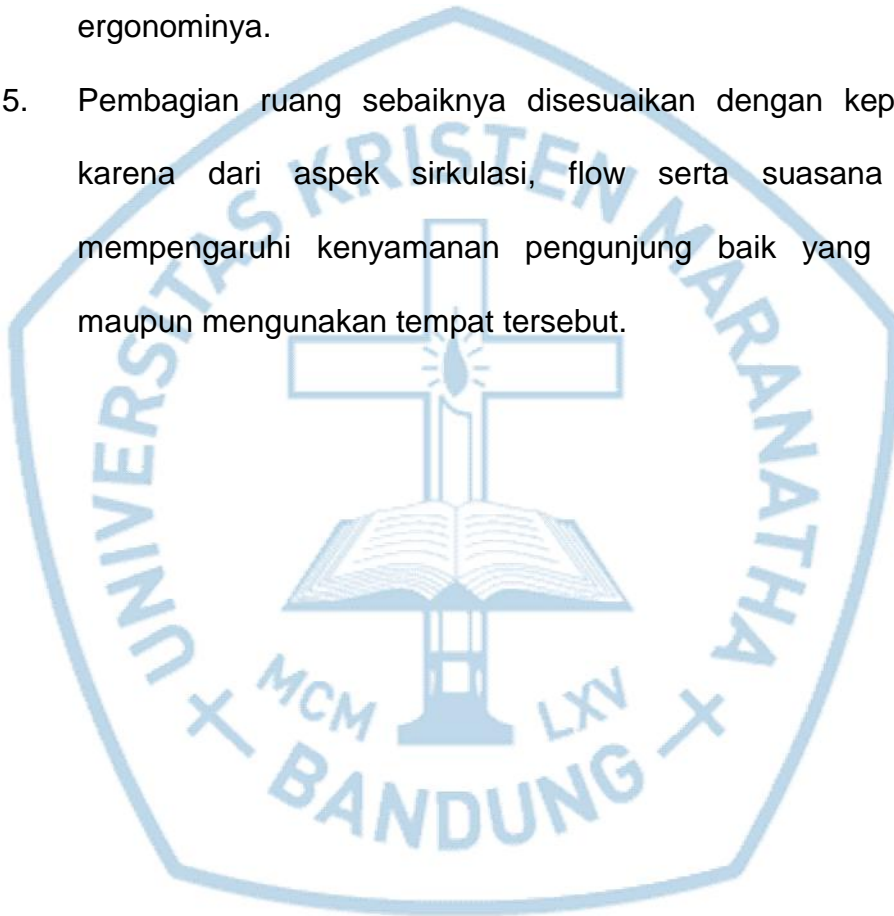 ergonominya.
5. Pembagian ruang sebaiknya disesuaikan dengan kep
karena dari aspek sirkulasi, flow serta suasana
mempengaruhi kenyamanan pengunjung baik yang
maupun mengunakan tempat tersebut.
UNIVERSITAS KRISTEN MARANATHA
MCM LXV
BANDUNG